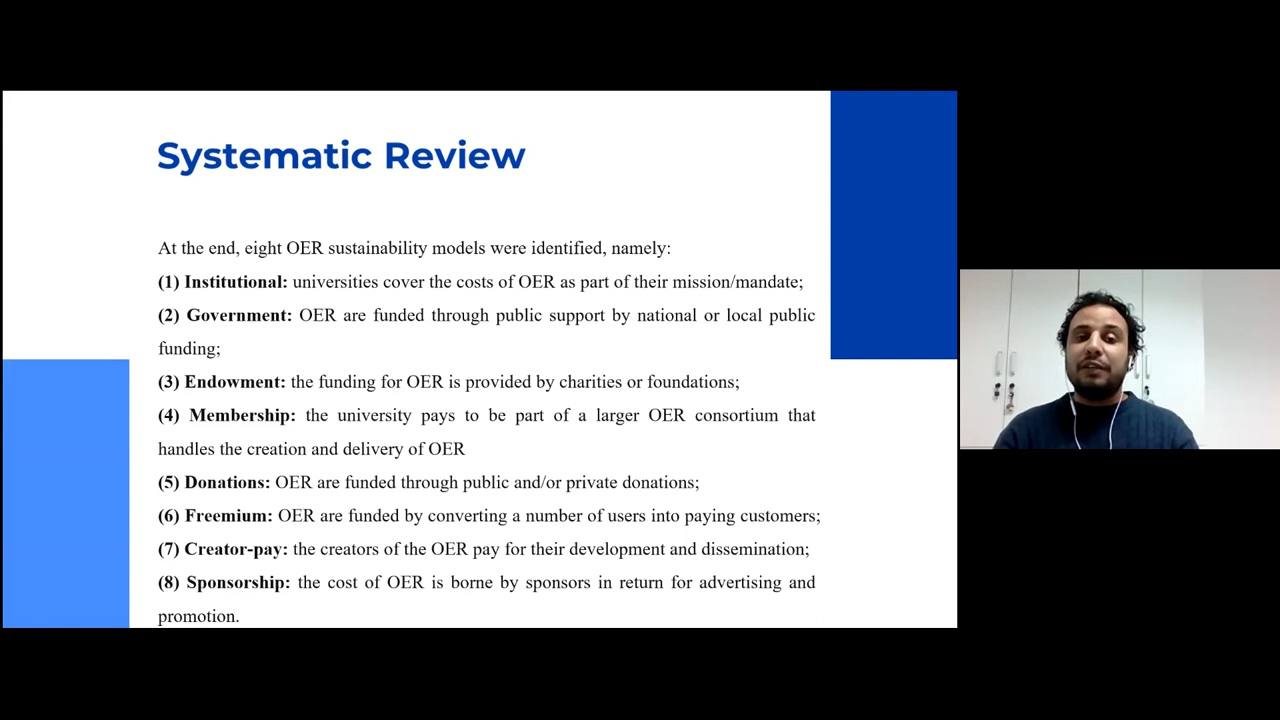 Systematic Review
At the end, eight OER sustainability models were identified, namely:
(1) Institutional: universities cover the costs of OER as part of their mission/mandate;
(2) Government: OER are funded through public support by national or local public
funding;
(3) Endowment: the funding for OER is provided by charities or foundations;
(4) Membership: the university pays to be part of a larger OER consortium that
handles the creation and delivery of OER
(5) Donations: OER are funded through public and/or private donations;
(6) Freemium: OER are funded by converting a number of users into paying customers;
(7) Creator-pay: the creators of the OER pay for their development and dissemination;
(8) Sponsorship: the cost of OER is borne by sponsors in return for advertising and
promotion.